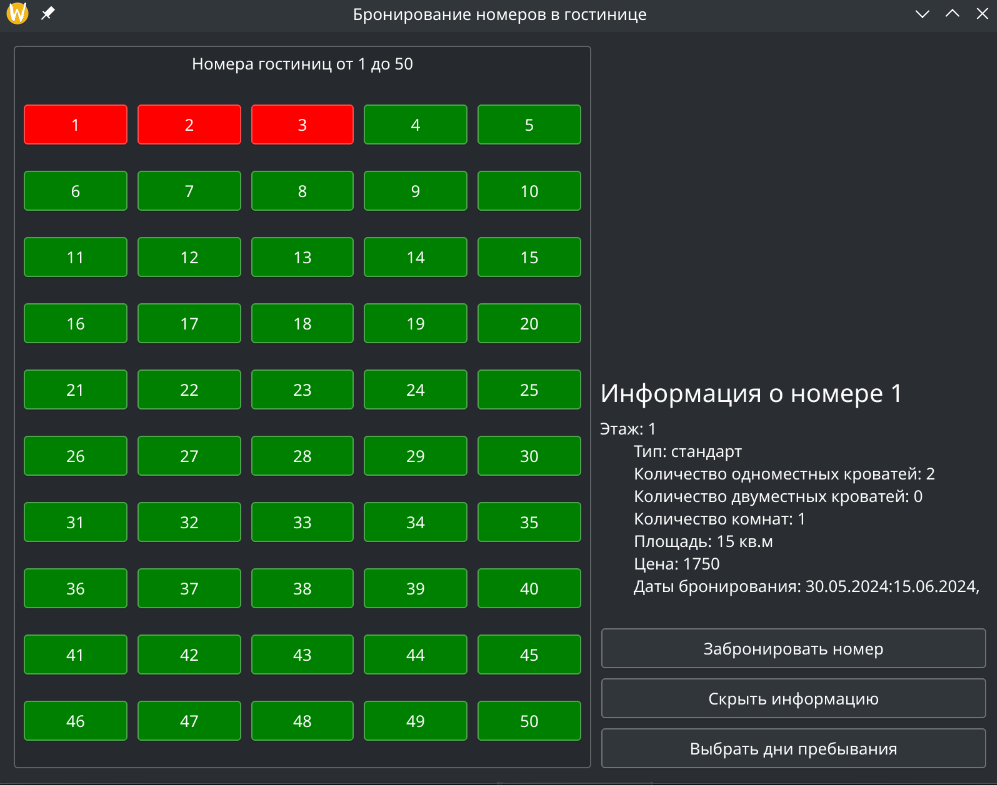 Бронирование номеров в гостинице
Номера гостиниц от 1 до 50
1 2 3 4 5
6 7 8 9 10
11 12 13 14 15
16 17 18 19 20
21 22 23 24 25
26 27 28 29 30
31 32 33 34 35
36 37 38 39 40
41 42 43 44 45
46 47 48 49 50
Информация о номере 1
Этаж: 1
Тип: стандарт
Количество одноместных кроватей: 2
Количество двуместных кроватей: 0
Количество комнат: 1
Площадь: 15 кв.м
Цена: 1750
Даты бронирования: 30.05.2024:15.06.2024,
Забронировать номер
Скрыть информацию
Выбрать дни пребывания